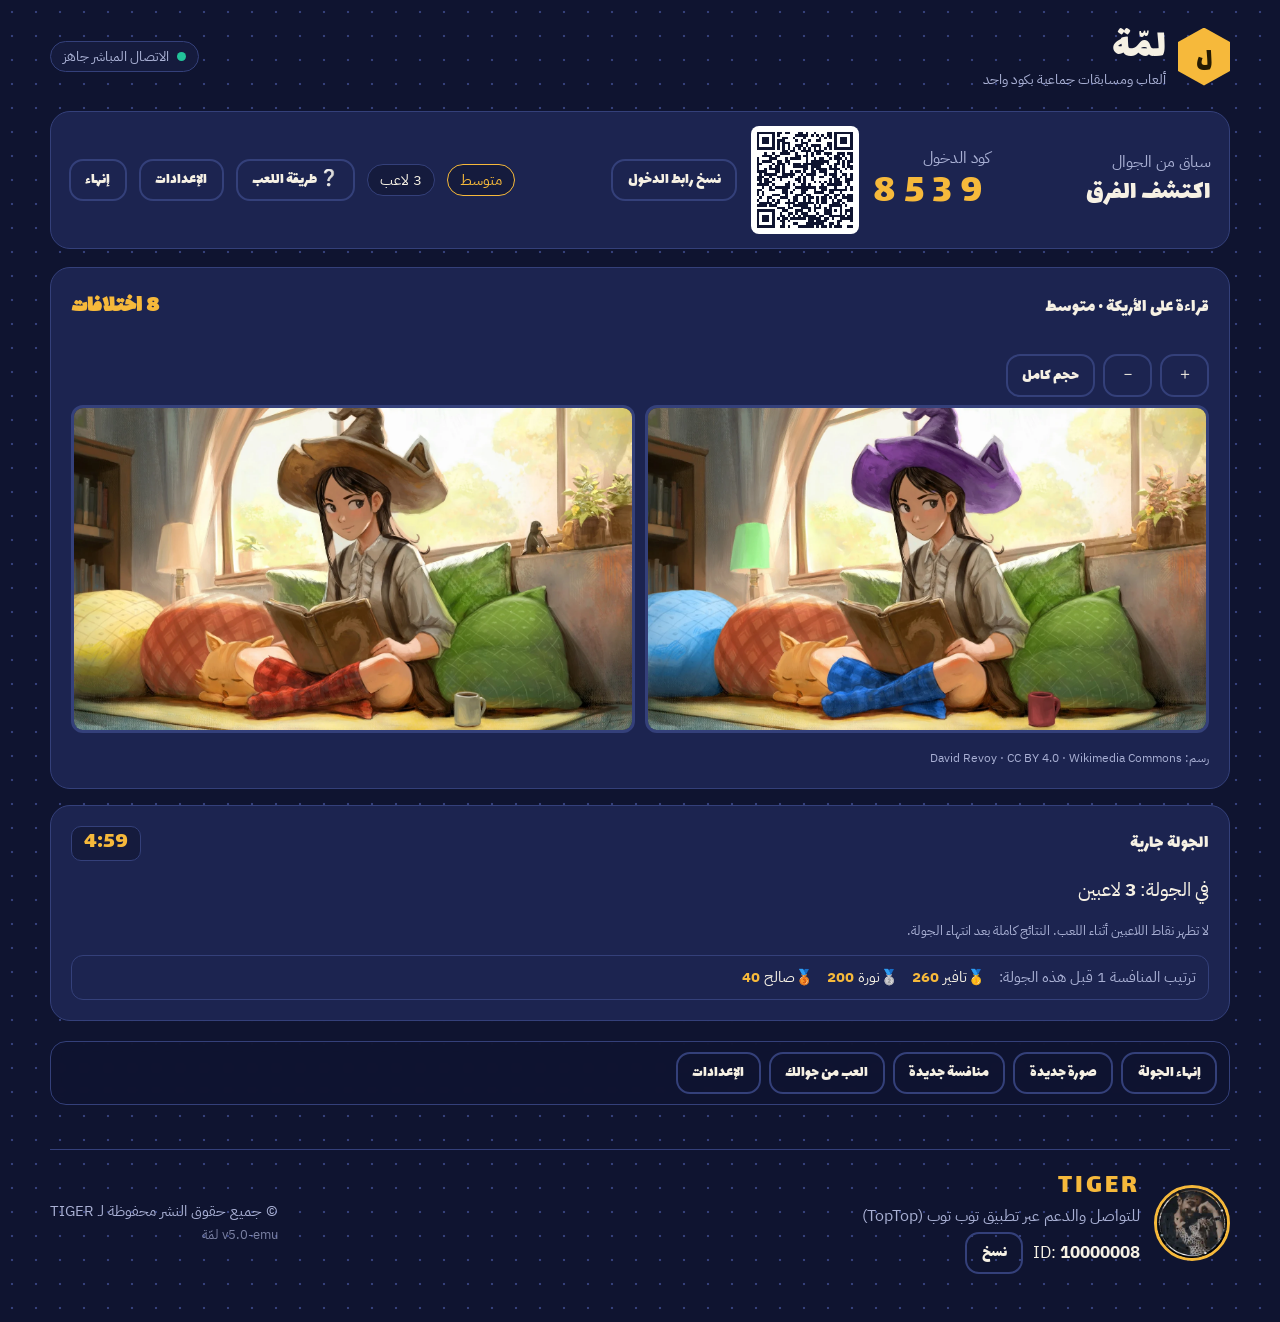 ل
لمّة
ألعاب ومسابقات جماعية بكود واحد
الاتصال المباشر جاهز
سباق من الجوال
اكتشف الفرق
كود الدخول
8539
نسخ رابط الدخول
متوسط
3 لاعب
❔ طريقة اللعب
الإعدادات
إنهاء
قراءة على الأريكة · متوسط
8 اختلافات
+
−
حجم كامل
رسم: David Revoy · CC BY 4.0 · Wikimedia Commons
الجولة جارية
4:59
في الجولة: 3 لاعبين
لا تظهر نقاط اللاعبين أثناء اللعب. النتائج كاملة بعد انتهاء الجولة.
ترتيب المنافسة 1 قبل هذه الجولة: 🥇 تافير 260 🥈 نورة 200 🥉 صالح 40
إنهاء الجولة
صورة جديدة
منافسة جديدة
العب من جوالك
الإعدادات
TIGER
للتواصل والدعم عبر تطبيق توب توب (TopTop)
ID: 10000008
نسخ
© جميع حقوق النشر محفوظة لـ TIGER
لمّة v5.0-emu